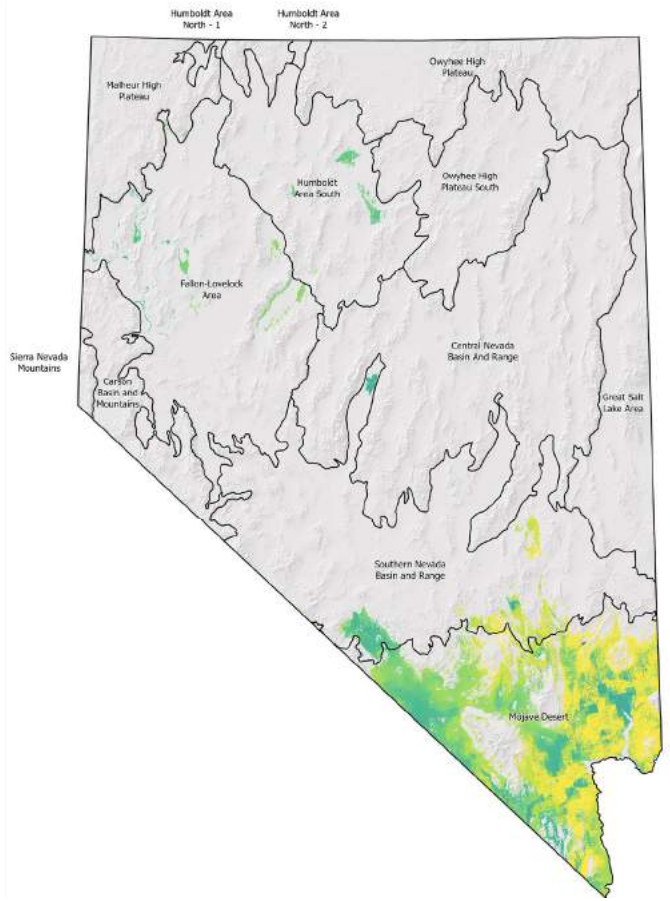 Humboldt Area
North - 1
Humboldt Area
North - 2
Malheur High
Plateau
Owyhee High
Plateau
Humboldt
Area South
Owyhee High
Plateau South
Fallon-Lovelock
Area
Central Nevada
Basin And Range
Sierra Nevada
Mountains
Carson
Basin and
Mountains
Great Salt
Lake Area
Southern Nevada
Basin and Range
Mojave Desert